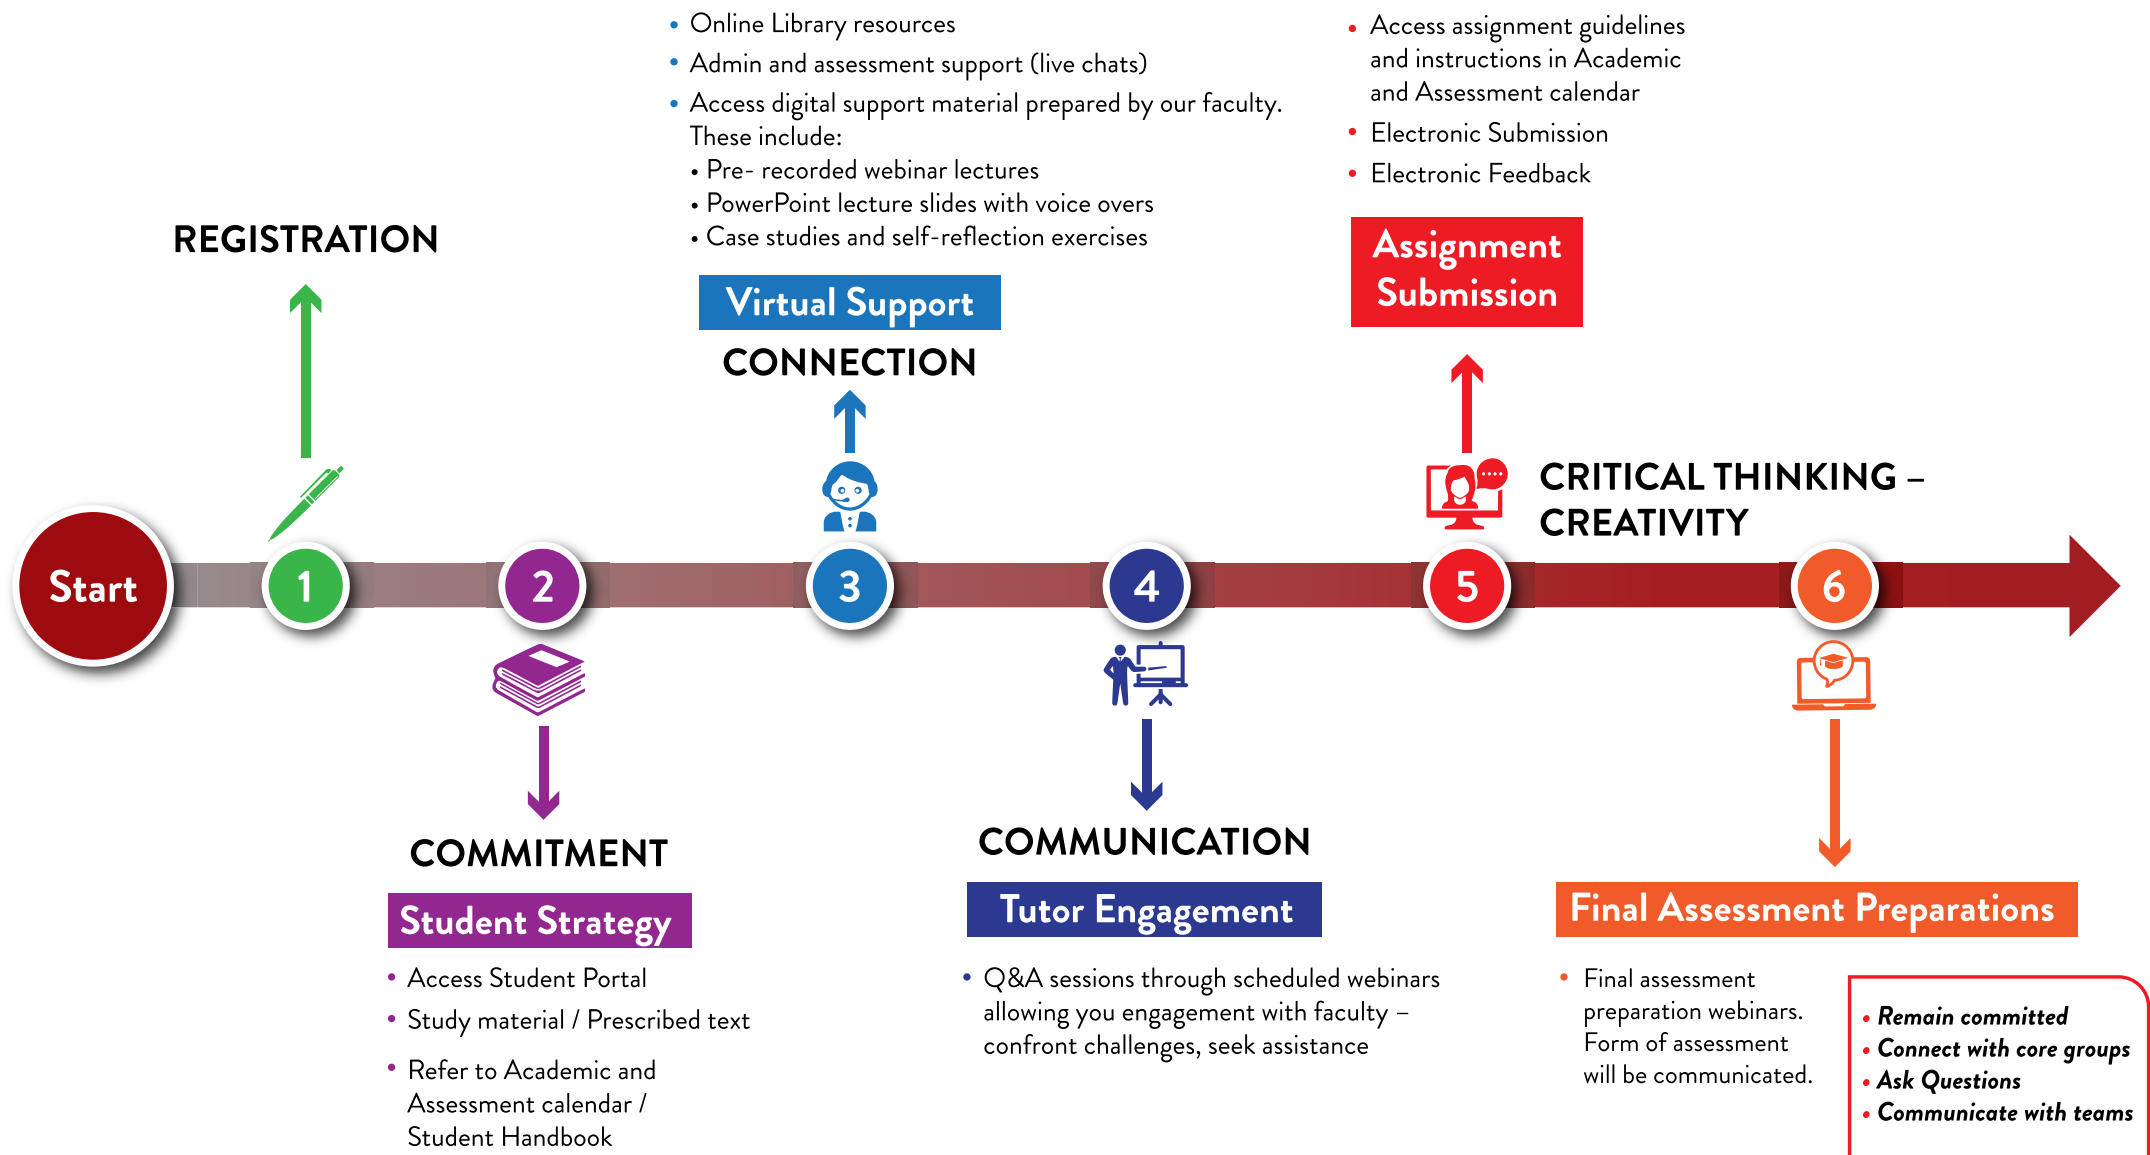 REGISTRATION
• Online Library resources
• Admin and assessment support (live chats)
• Access digital support material prepared by our faculty.
These include:
• Pre- recorded webinar lectures
• PowerPoint lecture slides with voice overs
• Case studies and self-reflection exercises
Virtual Support
CONNECTION
• Access assignment guidelines
and instructions in Academic
and Assessment calendar
• Electronic Submission
• Electronic Feedback
Assignment
Submission
CRITICAL THINKING –
CREATIVITY
Start
1
2
3
4
5
6
COMMITMENT
Student Strategy
• Access Student Portal
• Study material / Prescribed text
• Refer to Academic and
Assessment calendar /
Student Handbook
COMMUNICATION
Tutor Engagement
• Q&A sessions through scheduled webinars
allowing you engagement with faculty –
confront challenges, seek assistance
Final Assessment Preparations
• Final assessment
preparation webinars.
Form of assessment
will be communicated.
• Remain committed
• Connect with core groups
• Ask Questions
• Communicate with teams